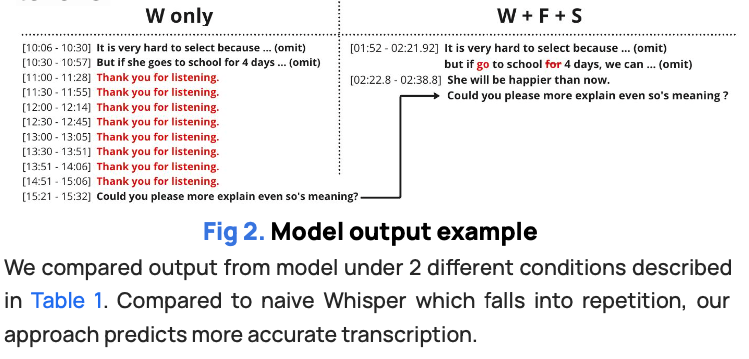 W only
[10:06 - 10:30] It is very hard to select because ... (omit)
[10:30 - 10:57] But if she goes to school for 4 days ... (omit)
[11:00 - 11:28] Thank you for listening.
[11:30 - 11:55] Thank you for listening.
[12:00 - 12:14] Thank you for listening.
[12:30 - 12:45] Thank you for listening.
[13:00 - 13:05] Thank you for listening.
[13:30 - 13:51] Thank you for listening.
[13:51 - 14:06] Thank you for listening.
[14:51 - 15:06] Thank you for listening.
[15:21 - 15:32] Could you please more explain even so's meaning?
W + F + S
[01:52 - 02:21.92] It is very hard to select because ... (omit)
but if go to school for 4 days, we can ... (omit)
[02:22.8 - 02:38.8] She will be happier than now.
Could you please more explain even so's meaning ?
Fig 2. Model output example
We compared output from model under 2 different conditions described
in Table 1. Compared to naive Whisper which falls into repetition, our
approach predicts more accurate transcription.